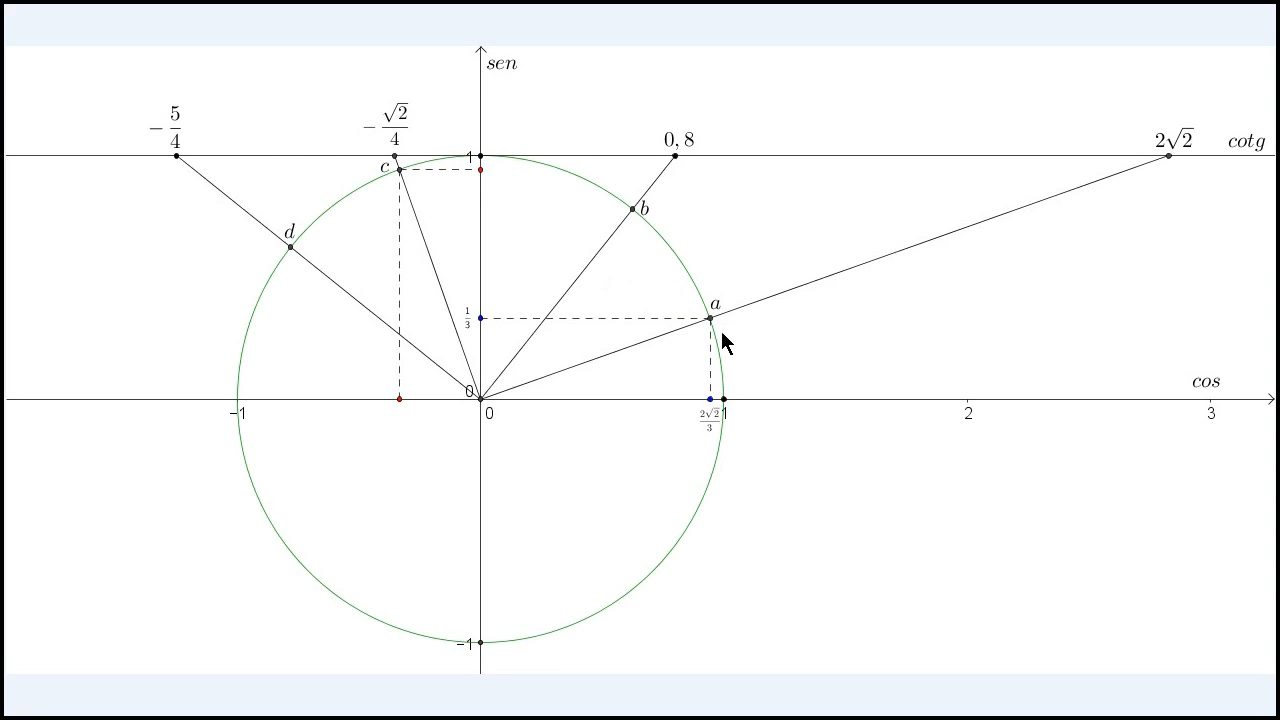 sen
− 5/4
− √2/4
0, 8
2√2
cotg
1
c
d
b
a
1/3
0
cos
−1
0
2√2/3
1
2
3
−1